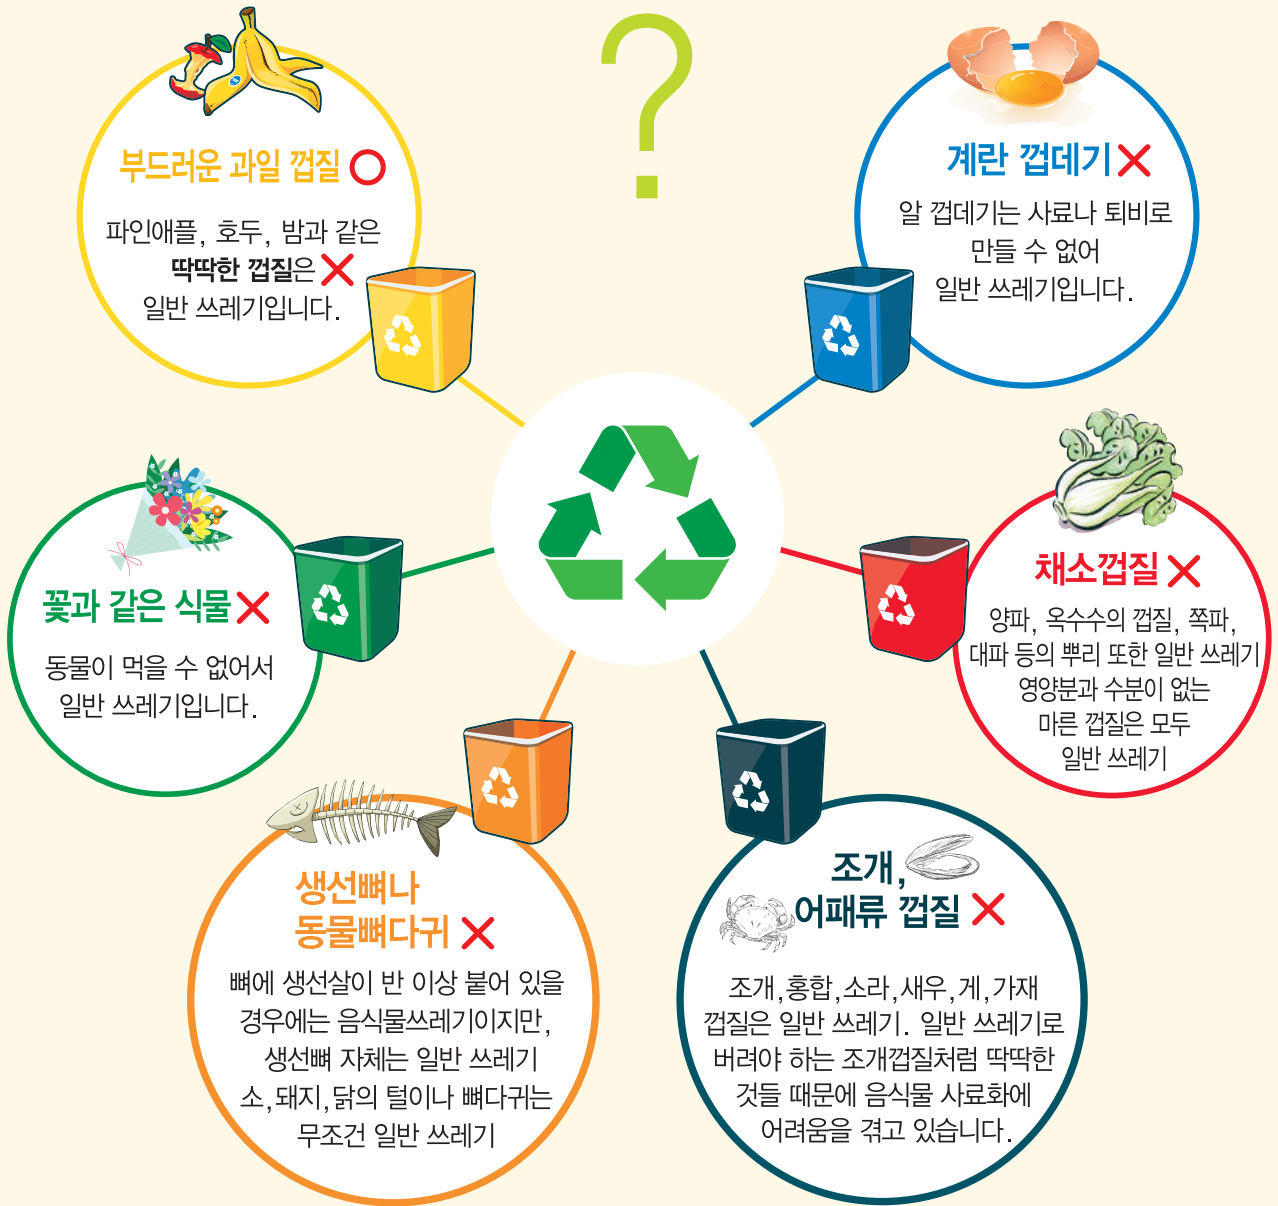 ?
부드러운 과일 껍질
파인애플, 호두, 밤과 같은
딱딱한 껍질은
일반 쓰레기입니다.
계란 껍데기
알 껍데기는 사료나 퇴비로
만들 수 없어
일반 쓰레기입니다.
꽃과 같은 식물
동물이 먹을 수 없어서
일반 쓰레기입니다.
채소껍질
양파, 옥수수의 껍질, 쪽파,
대파 등의 뿌리 또한 일반 쓰레기
영양분과 수분이 없는
마른 껍질은 모두
일반 쓰레기
생선뼈나
동물뼈다귀
뼈에 생선살이 반 이상 붙어 있을
경우에는 음식물쓰레기이지만,
생선뼈 자체는 일반 쓰레기
소,돼지,닭의 털이나 뼈다귀는
무조건 일반 쓰레기
조개,
어패류 껍질
조개,홍합,소라,새우,게,가재
껍질은 일반 쓰레기. 일반 쓰레기로
버려야 하는 조개껍질처럼 딱딱한
것들 때문에 음식물 사료화에
어려움을 겪고 있습니다.